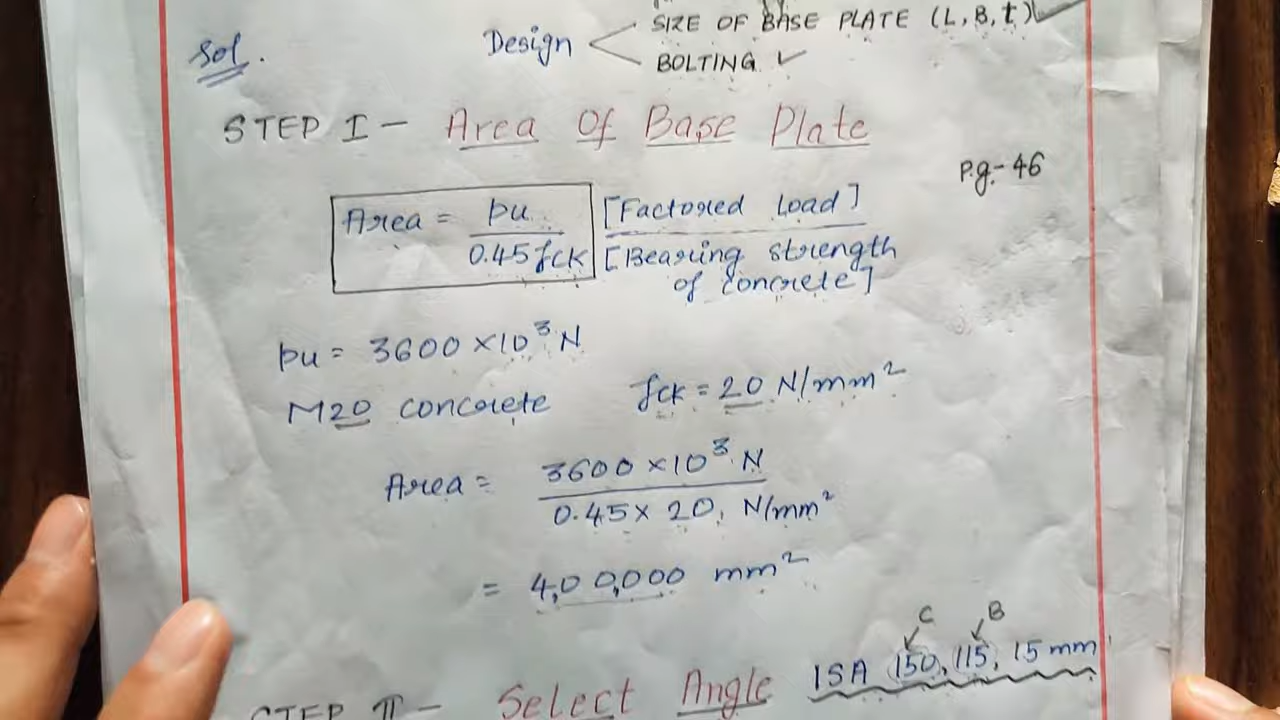 SIZE OF BASE PLATE (L, B, t)
Sol. Design
BOLTING
STEP I - Area Of Base Plate
P.g.- 46
Area = pu / 0.45fck [Factored Load] / [Bearing strength of concrete]
pu = 3600 ×10³ N
M20 concrete fck = 20 N/mm²
Area = 3600 ×10³ N / 0.45 × 20, N/mm²
= 4,00,000 mm²
C B
STEP II - Select Angle ISA 150, 115, 15 mm